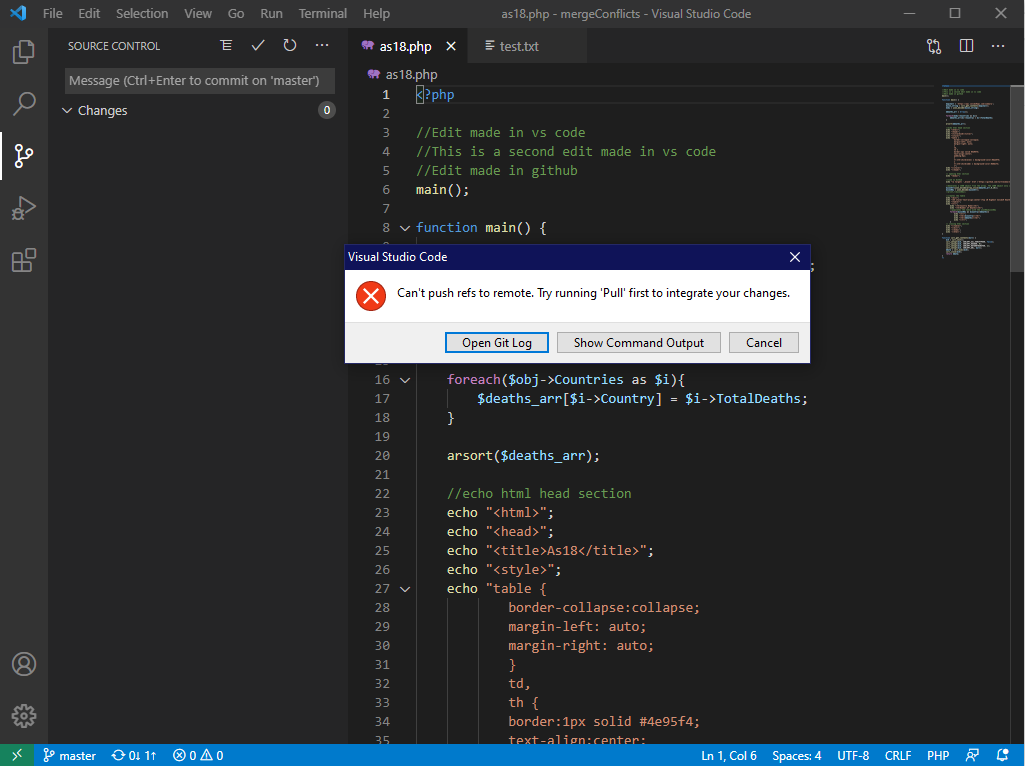 File Edit Selection View Go Run Terminal Help
as18.php - mergeConflicts - Visual Studio Code
SOURCE CONTROL
Message (Ctrl+Enter to commit on 'master')
Changes
0
as18.php
test.txt
as18.php
1 <?php
2
3 //Edit made in vs code
4 //This is a second edit made in vs code
5 //Edit made in github
6 main();
7
8 function main() {
;
Visual Studio Code
Can't push refs to remote. Try running 'Pull' first to integrate your changes.
Open Git Log
Show Command Output
Cancel
16 foreach($obj->Countries as $i){
17 $deaths_arr[$i->Country] = $i->TotalDeaths;
18 }
19
20 arsort($deaths_arr);
21
22 //echo html head section
23 echo "<html>";
24 echo "<head>";
25 echo "<title>As18</title>";
26 echo "<style>";
27 echo "table {
28 border-collapse:collapse;
29 margin-left: auto;
30 margin-right: auto;
31 }
32 td,
33 th {
34 border:1px solid #4e95f4;
35 text-align:center;
master 0↓ 1↑ 0 0
Ln 1, Col 6 Spaces: 4 UTF-8 CRLF PHP